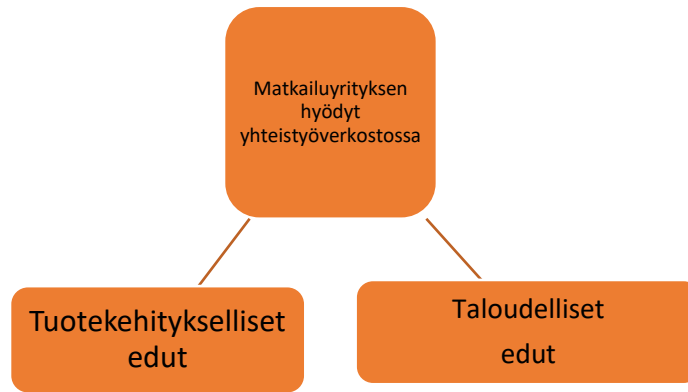 Matkailuyrityksen
hyödyt
yhteistyöverkostossa
Tuotekehitykselliset
edut
Taloudelliset
edut